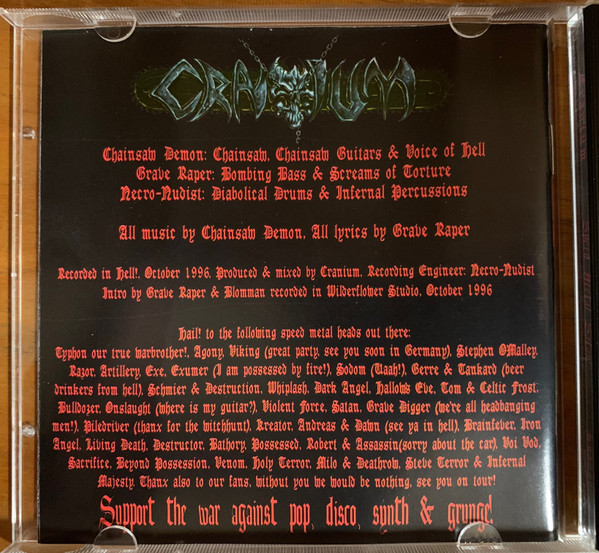 CRANIUM
Chainsaw Demon: Chainsaw, Chainsaw Guitars & Voice of Hell
Grave Raper: Bombing Bass & Screams of Torture
Necro-Nudist: Diabolical Drums & Infernal Percussions
All music by Chainsaw Demon, All lyrics by Grave Raper
Recorded in Hell!, October 1996, Produced & mixed by Cranium, Recording Engineer: Necro-Nudist
Intro by Grave Raper & Blomman recorded in Wilderflower Studio, October 1996
Hail! to the following speed metal heads out there:
Typhon our true warbrother!, Agony, Viking (great party, see you soon in Germany), Stephen OMalley,
Razor, Artillery, Exe, Exumer (I am possessed by fire!), Sodom (Uaah!), Gerre & Tankard (beer
drinkers from hell), Schmier & Destruction, Whiplash, Dark Angel, Hallows Eve, Tom & Celtic Frost,
Bulldozer, Onslaught (where is my guitar?), Violent Force, Satan, Grave Digger (we're all headbanging
men!), Piledriver (thanx for the witchhunt), Kreator, Andreas & Dawn (see ya in hell), Brainfever, Iron
Angel, Living Death, Destructor, Bathory, Possessed, Robert & Assassin(sorry about the car), Voi Vod,
Sacrifice, Beyond Possession, Venom, Holy Terror, Milo & Deathrow, Steve Terror & Infernal
Majesty. Thanx also to our fans, without you we would be nothing, see you on tour!
Support the war against pop, disco, synth & grunge!